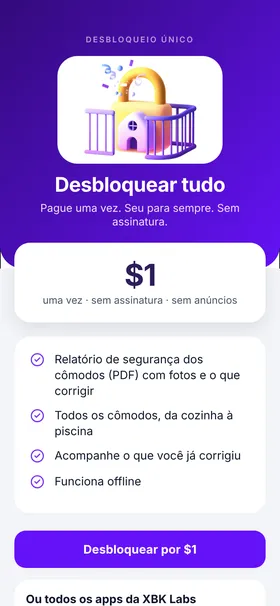 DESBLOQUEIO ÚNICO
Desbloquear tudo
Pague uma vez. Seu para sempre. Sem
assinatura.
$1
uma vez · sem assinatura · sem anúncios
Relatório de segurança dos
cômodos (PDF) com fotos e o que
corrigir
Todos os cômodos, da cozinha à
piscina
Acompanhe o que você já corrigiu
Funciona offline
Desbloquear por $1
Ou todos os apps da XBK Labs